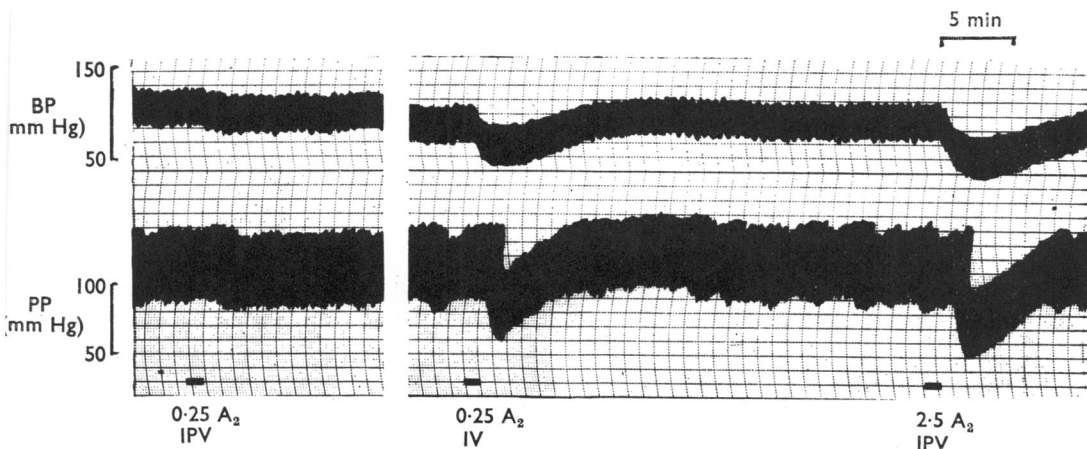 5 min
150
BP
mm Hg)
50
100
PP
(mm Hg)
50
0·25 A₂
IPV
0·25 A₂
IV
2·5 A₂
IPV